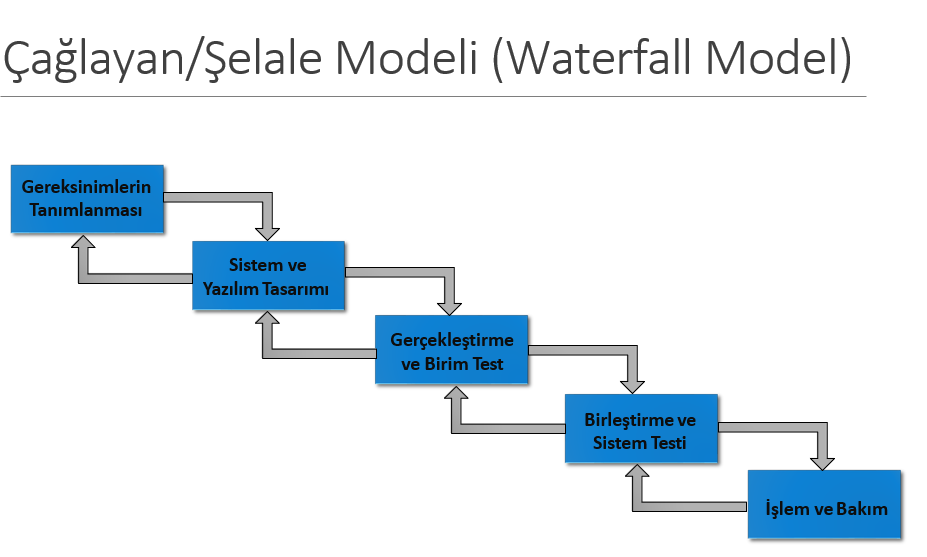 Çağlayan/Şelale Modeli (Waterfall Model)
Gereksinimlerin
Tanımlanması
Sistem ve
Yazılım Tasarımı
Gerçekleştirme
ve Birim Test
Birleştirme ve
Sistem Testi
İşlem ve Bakım